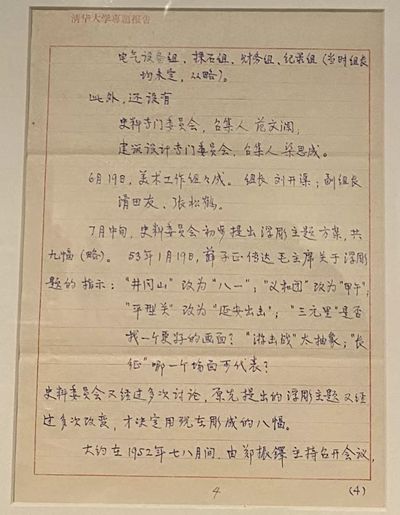 清华大学专题报告
电气设备组、採石组、财务组、纪录组(当时组长
均未定,从略)。
此外,还设有
史料专门委员会,召集人 范文澜,
建筑设计专门委员会,召集人 梁思成。
6月19日,美术工作组成。组长 刘开渠;副组长
滑田友、张松鹤。
7月中旬,史料委员会初步提出浮彫主题方案,共
九幅(略)。53年1月19日,薛子正传达毛主席关于浮彫
题的指示:"井冈山"改为"八一";"义和团"改为"甲午";
"平型关"改为"延安出击";"三元里"是否
找一个更好的画面?"游击战"太抽象;"长
征"哪一个场面可代表?
史料委员会又经过多次讨论,原先提出的浮彫主题又经
过多次改变,才决定用现在彫成的八幅。
大约在1952年七八月间,由郑振铎主持召开会议,
4
(4)